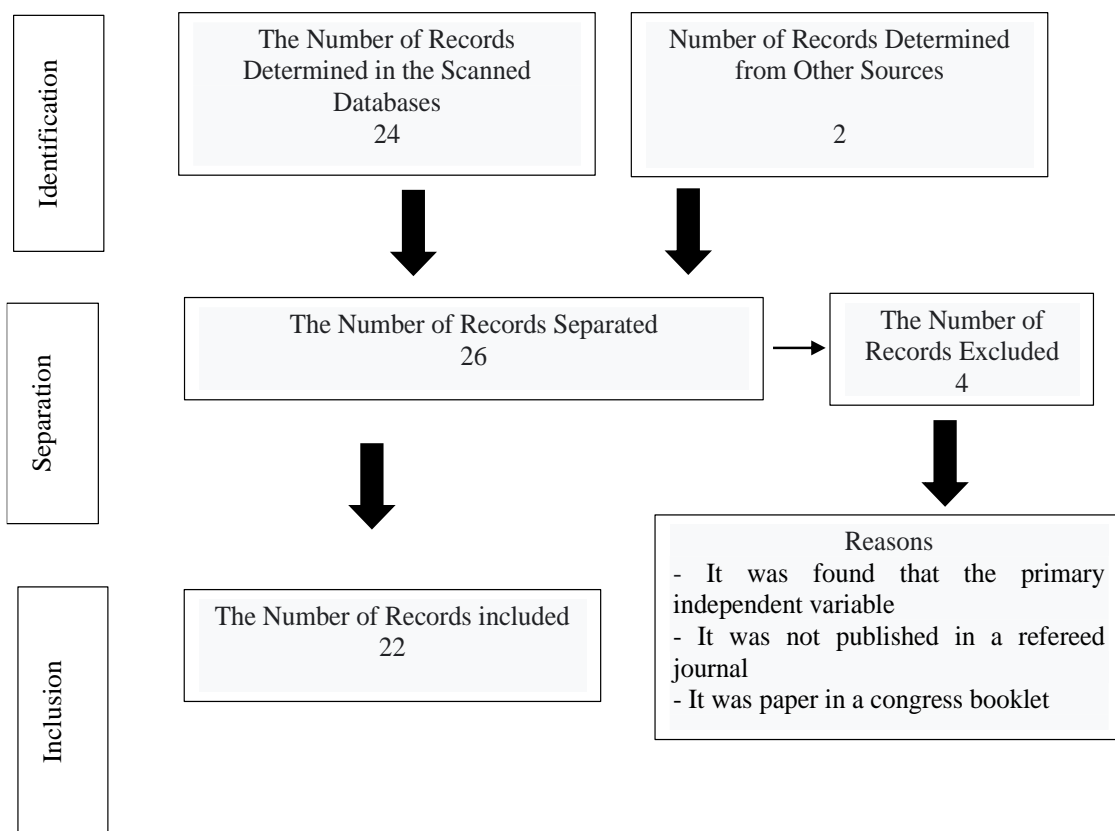 Identification
The Number of Records
Determined in the Scanned
Databases
24
Number of Records Determined
from Other Sources
2
Separation
The Number of Records Separated
26
The Number of
Records Excluded
4
Inclusion
The Number of Records included
22
Reasons
- It was found that the primary
independent variable
- It was not published in a refereed
journal
- It was paper in a congress booklet